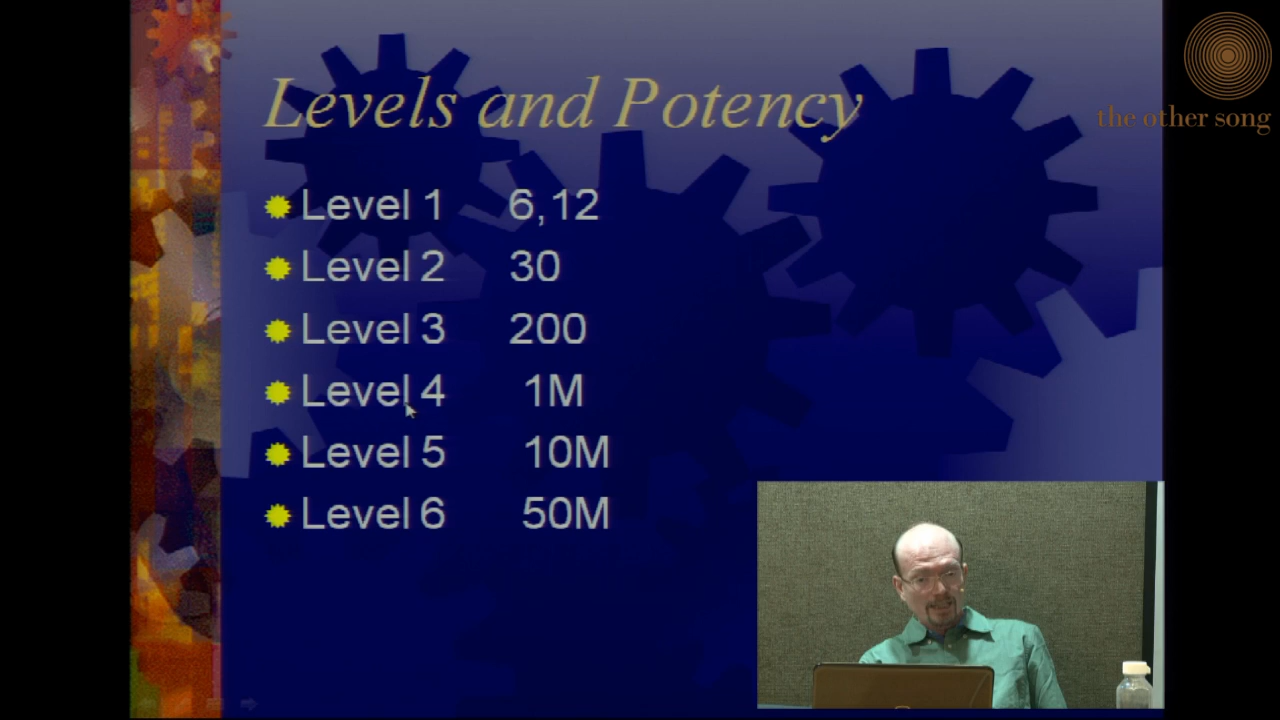 Levels and Potency
the other song
Level 1 6,12
Level 2 30
Level 3 200
Level 4 1M
Level 5 10M
Level 6 50M